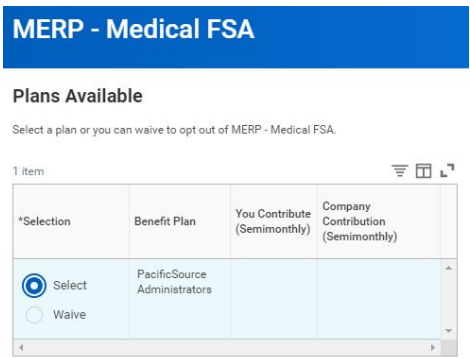 MERP - Medical FSA
Plans Available
Select a plan or you can waive to opt out of MERP - Medical FSA.
1 item
*Selection
Benefit Plan
You Contribute
(Semimonthly)
Company
Contribution
(Semimonthly)
Select
Waive
PacificSource
Administrators